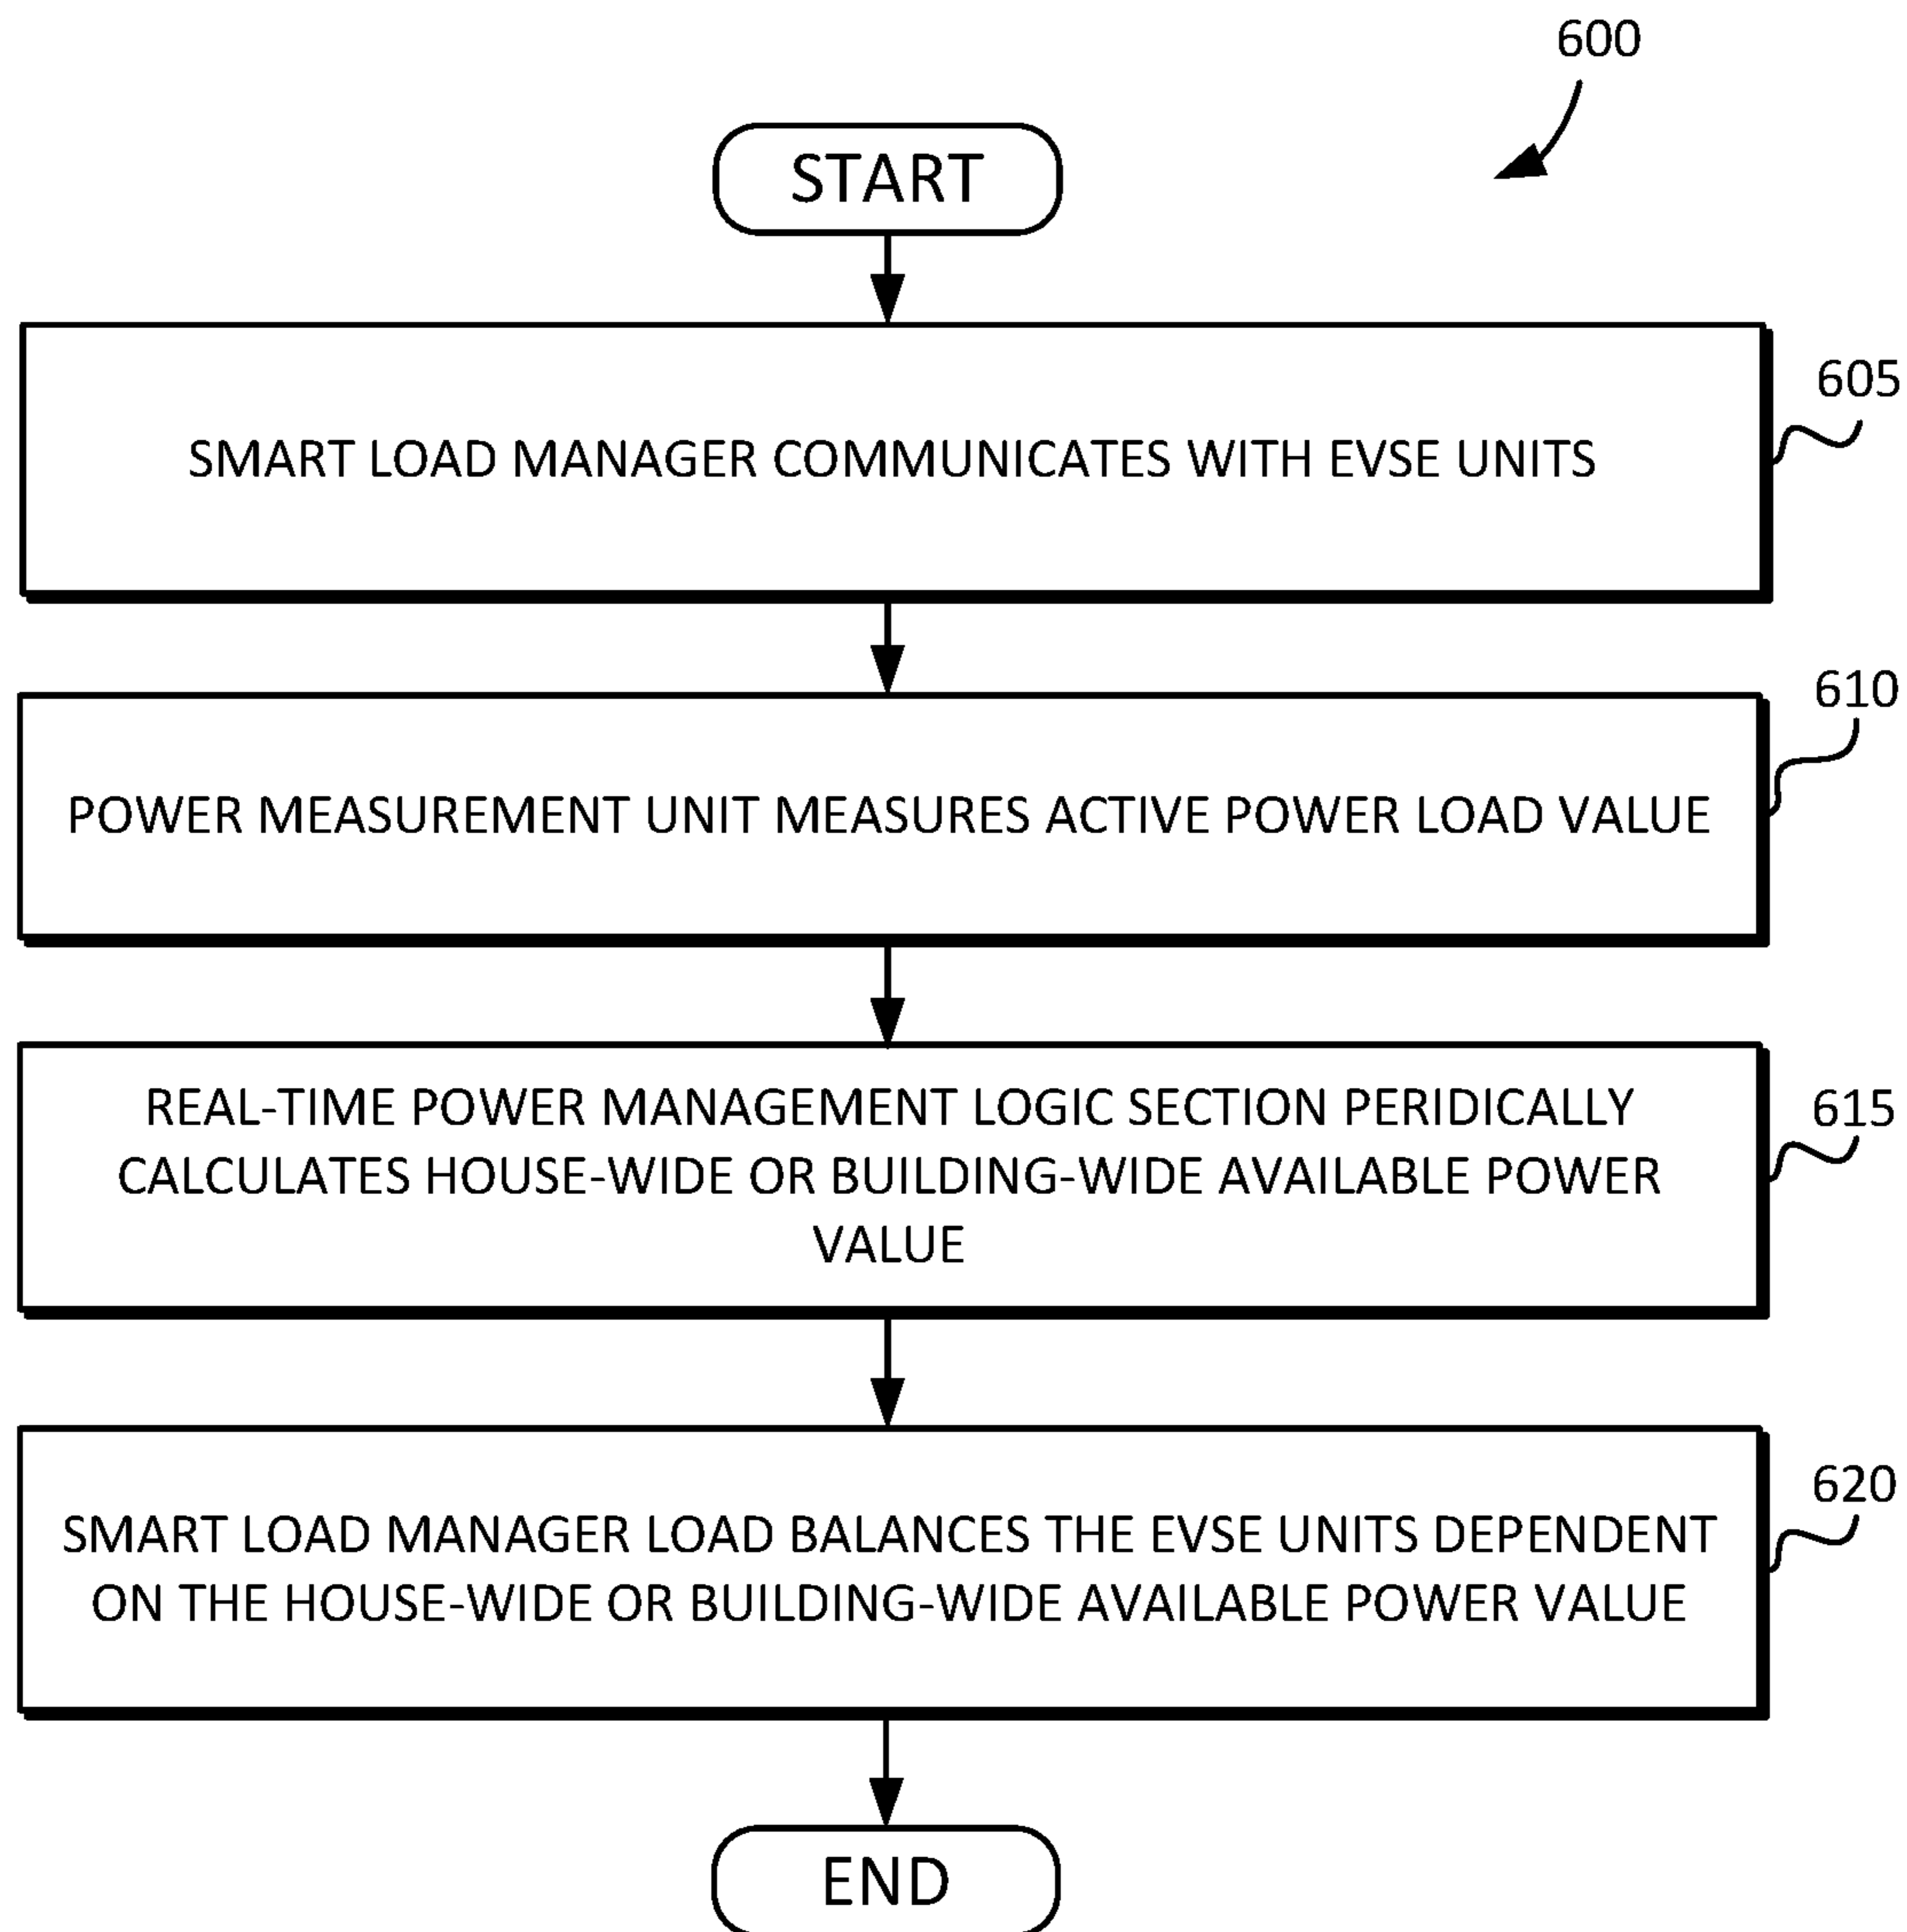 600
START
605
SMART LOAD MANAGER COMMUNICATES WITH EVSE UNITS
610
POWER MEASUREMENT UNIT MEASURES ACTIVE POWER LOAD VALUE
REAL-TIME POWER MANAGEMENT LOGIC SECTION PERIDICALLY
615
CALCULATES HOUSE-WIDE OR BUILDING-WIDE AVAILABLE POWER
VALUE
620
SMART LOAD MANAGER LOAD BALANCES THE EVSE UNITS DEPENDENT
ON THE HOUSE-WIDE OR BUILDING-WIDE AVAILABLE POWER VALUE
END